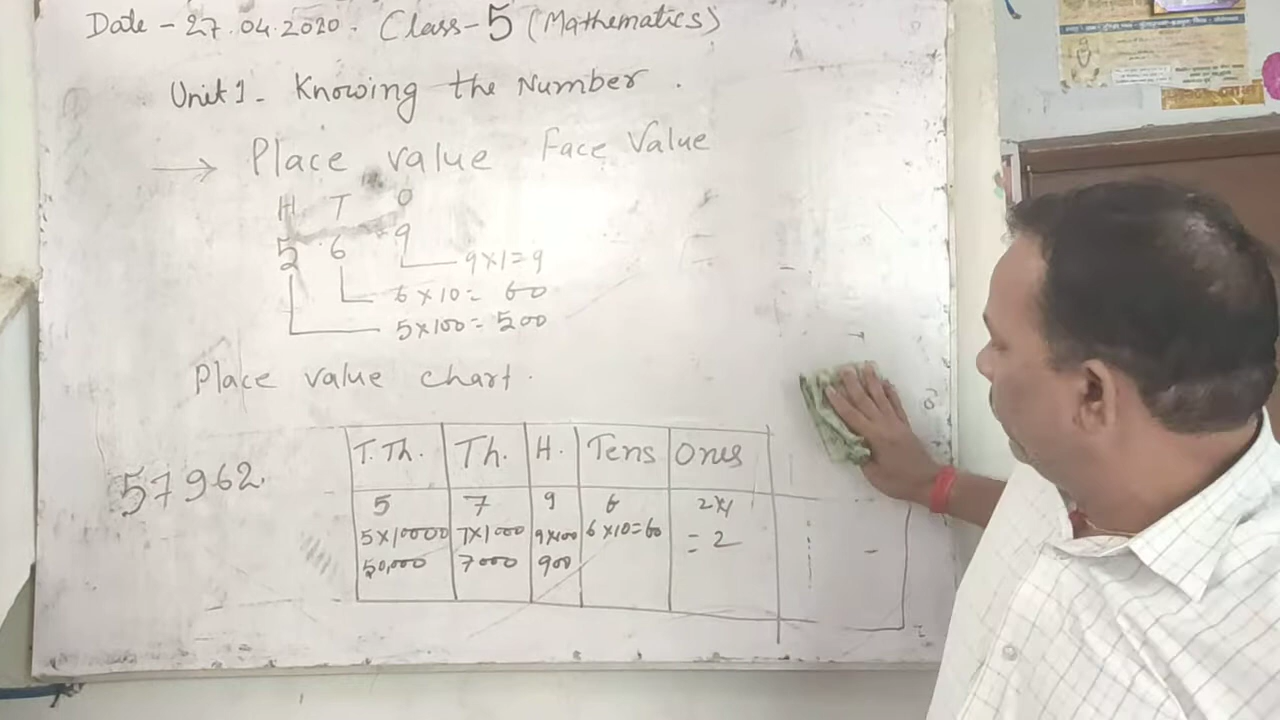 Date - 27.04.2020. Class-5 (Mathematics)
Unit 1 - Knowing the Number.
→ Place value Face Value
H T O
5 6 9
9×1=9
6×10= 60
5×100= 500
Place value chart.
57962.
T.Th. Th. H. Tens Ones
5 7 9 6 2×1
5×10000 7×1000 9×100 6×10=60 = 2
50,000 7000 900